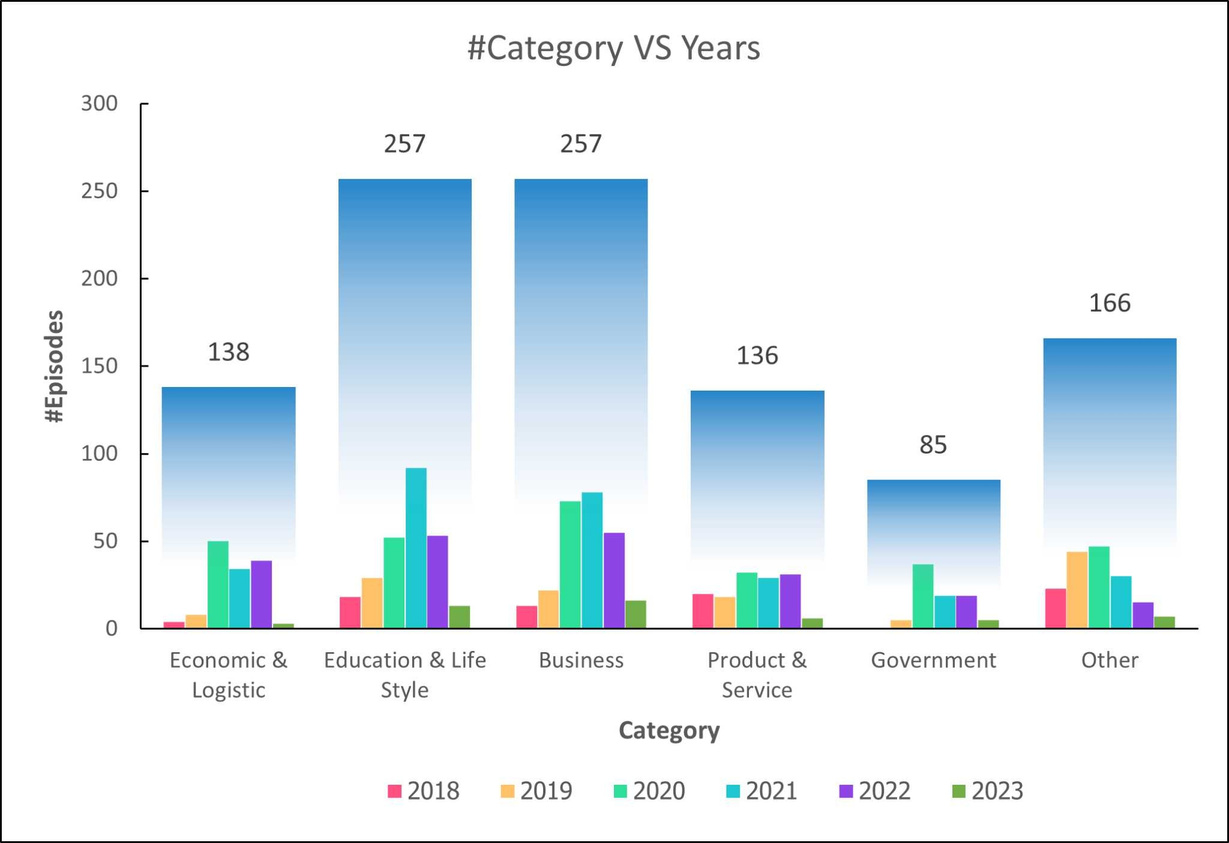 #Category VS Years
300
250
200
150
100
50
0
#Episodes
138
257
257
136
85
166
Economic &
Logistic
Education & Life
Style
Business
Product &
Service
Government
Other
Category
2018
2019
2020
2021
2022
2023